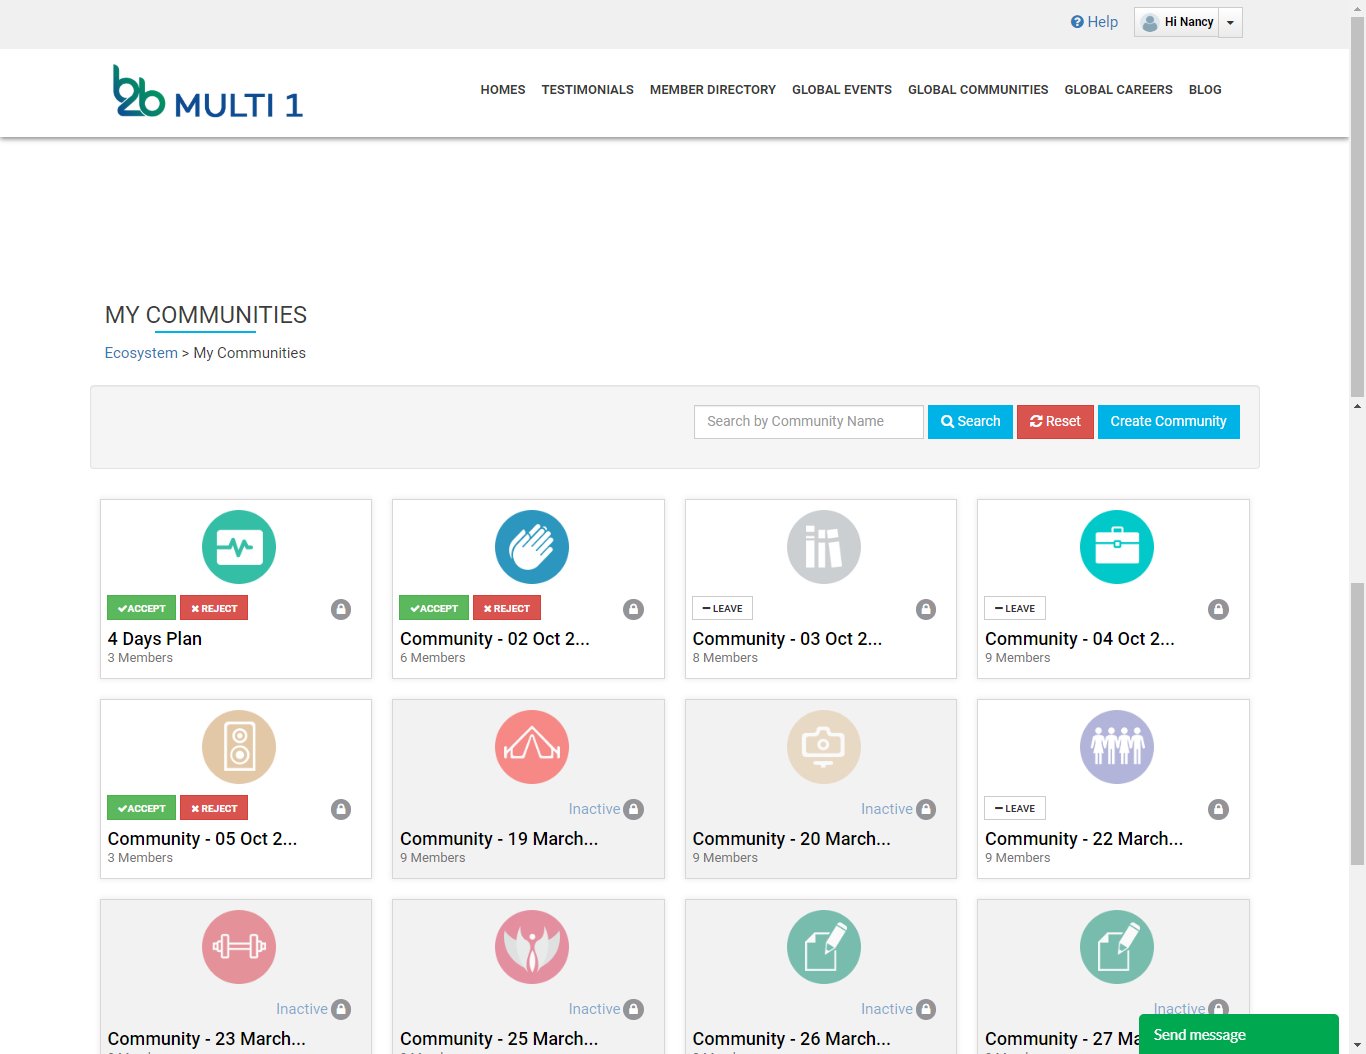 Help
Hi Nancy
b2b MULTI 1
HOMES TESTIMONIALS MEMBER DIRECTORY GLOBAL EVENTS GLOBAL COMMUNITIES GLOBAL CAREERS BLOG
MY COMMUNITIES
Ecosystem > My Communities
Search by Community Name Search Reset Create Community
ACCEPT REJECT
4 Days Plan
3 Members
ACCEPT REJECT
Community - 02 Oct 2...
6 Members
LEAVE
Community - 03 Oct 2...
8 Members
LEAVE
Community - 04 Oct 2...
9 Members
ACCEPT REJECT
Community - 05 Oct 2...
3 Members
Inactive
Community - 19 March...
9 Members
Inactive
Community - 20 March...
9 Members
LEAVE
Community - 22 March...
9 Members
Inactive
Community - 23 March...
Inactive
Community - 25 March...
Inactive
Community - 26 March...
Inactive
Community - 27 Ma
Send message